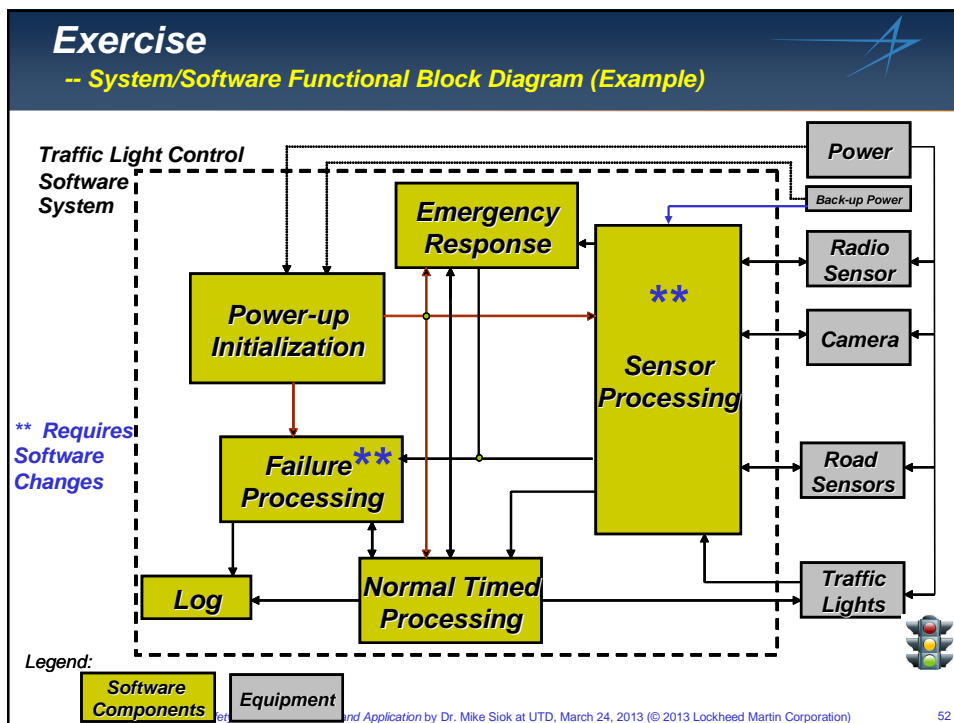 Exercise
-- System/Software Functional Block Diagram (Example)
Traffic Light Control
Software
System
Power
Back-up Power
Emergency
Response
Radio
Sensor
**
Power-up
Initialization
Camera
Sensor
Processing
** Requires
Software
Changes
Failure **
Processing
Road
Sensors
Log
Normal Timed
Processing
Traffic
Lights
Legend:
Software
Components
Equipment
and Application by Dr. Mike Siok at UTD, March 24, 2013 (© 2013 Lockheed Martin Corporation)
52